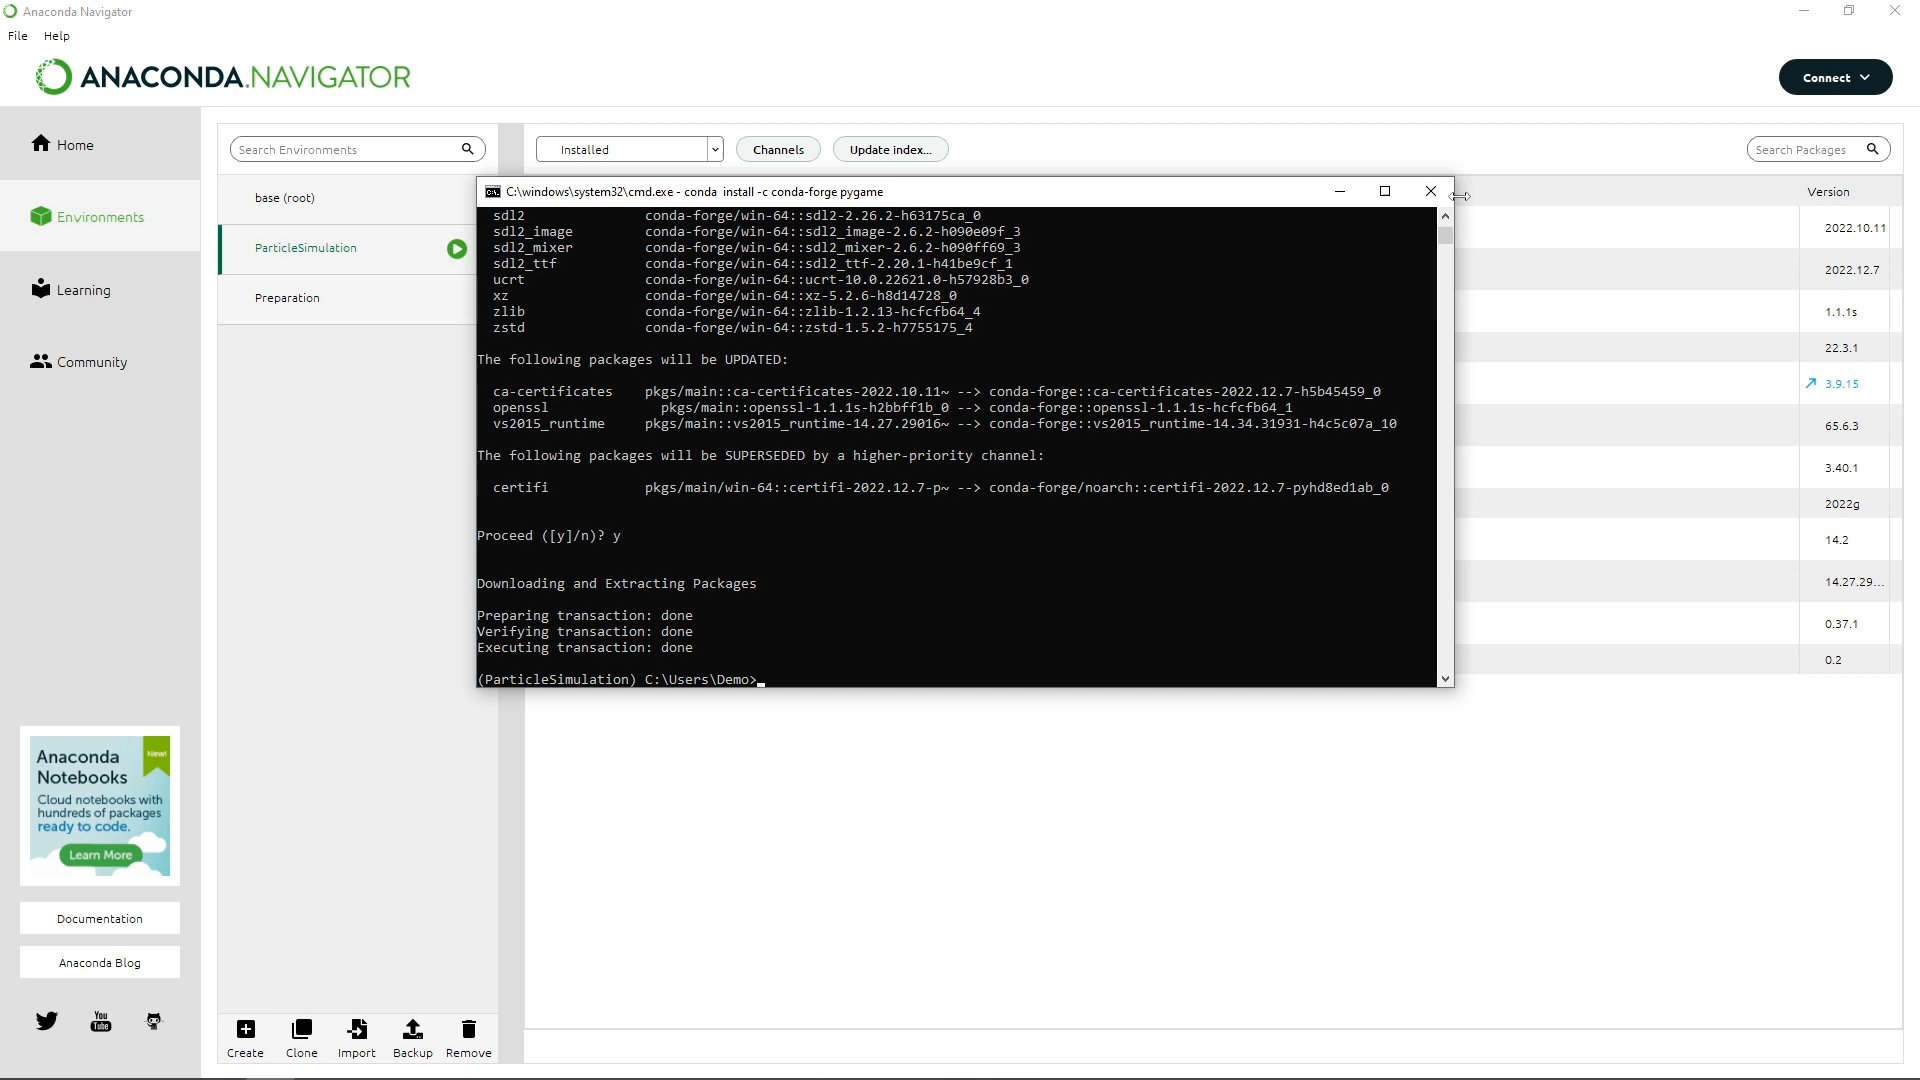 Anaconda Navigator
File Help
ANACONDA.NAVIGATOR
Connect
Home
Environments
Learning
Community
Search Environments
Installed
Channels
Update index...
Search Packages
base (root)
ParticleSimulation
Preparation
C:\windows\system32\cmd.exe - conda  install -c conda-forge pygame
sdl2 conda-forge/win-64::sdl2-2.26.2-h63175ca_0
sdl2_image conda-forge/win-64::sdl2_image-2.6.2-h090e09f_3
sdl2_mixer conda-forge/win-64::sdl2_mixer-2.6.2-h090ff69_3
sdl2_ttf conda-forge/win-64::sdl2_ttf-2.20.1-h41be9cf_1
ucrt conda-forge/win-64::ucrt-10.0.22621.0-h57928b3_0
xz conda-forge/win-64::xz-5.2.6-h8d14728_0
zlib conda-forge/win-64::zlib-1.2.13-hcfcfb64_4
zstd conda-forge/win-64::zstd-1.5.2-h7755175_4
The following packages will be UPDATED:
ca-certificates pkgs/main::ca-certificates-2022.10.11~ --> conda-forge::ca-certificates-2022.12.7-h5b45459_0
openssl pkgs/main::openssl-1.1.1s-h2bbff1b_0 --> conda-forge::openssl-1.1.1s-hcfcfb64_1
vs2015_runtime pkgs/main::vs2015_runtime-14.27.29016~ --> conda-forge::vs2015_runtime-14.34.31931-h4c5c07a_10
The following packages will be SUPERSEDED by a higher-priority channel:
certifi pkgs/main/win-64::certifi-2022.12.7-p~ --> conda-forge/noarch::certifi-2022.12.7-pyhd8ed1ab_0
Proceed ([y]/n)? y
Downloading and Extracting Packages
Preparing transaction: done
Verifying transaction: done
Executing transaction: done
(ParticleSimulation) C:\Users\Demo>
Version
2022.10.11
2022.12.7
1.1.1s
22.3.1
3.9.15
65.6.3
3.40.1
2022g
14.2
14.27.29...
0.37.1
0.2
Anaconda
Notebooks
New!
Cloud notebooks with
hundreds of packages
ready to code.
Learn More
Documentation
Anaconda Blog
You
Tube
Create
Clone
Import
Backup
Remove